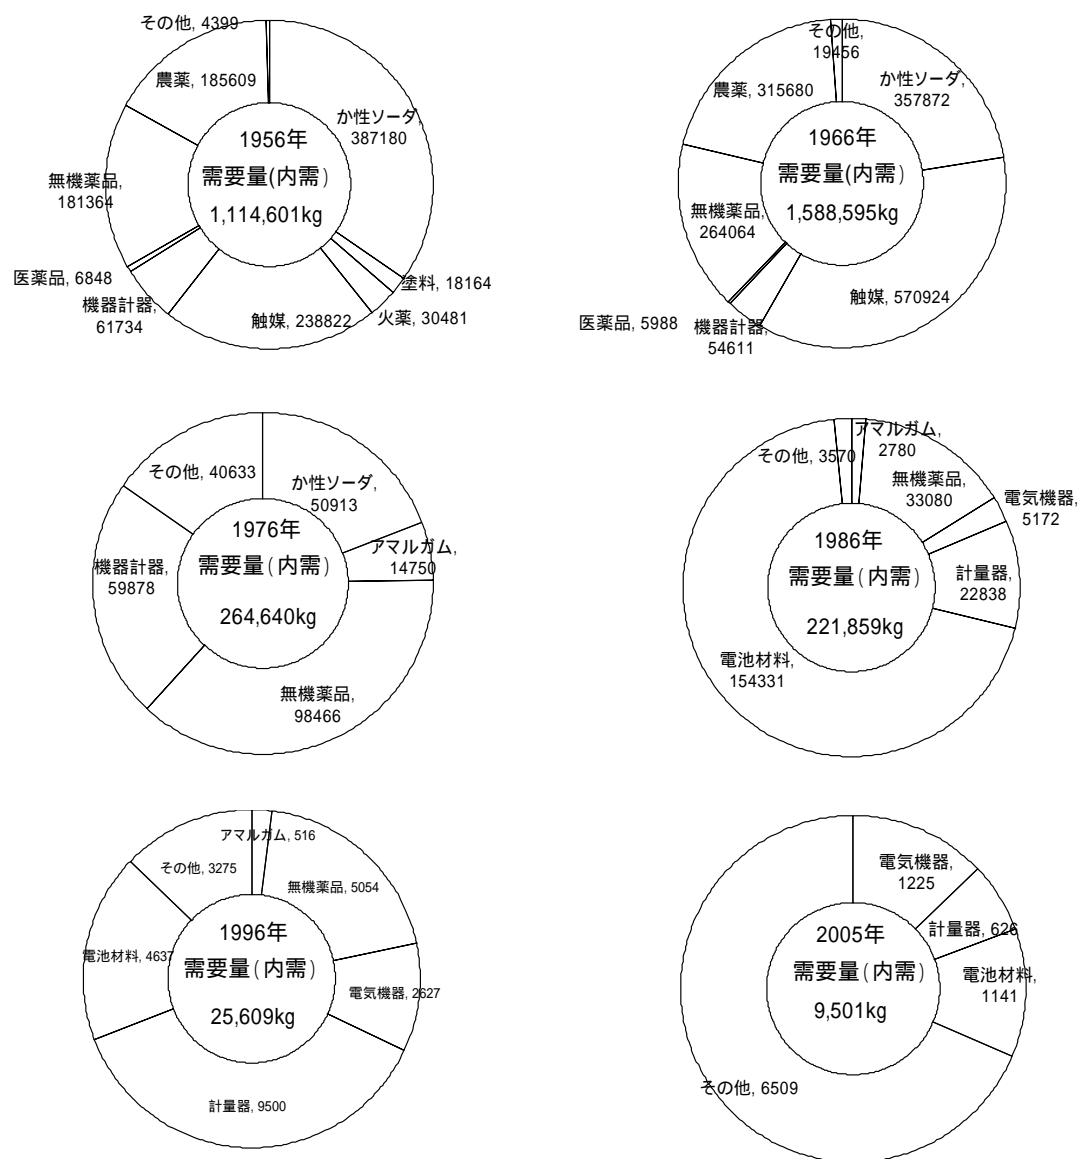 その他, 4399
農薬, 185609
か性ソーダ,
387180
1956年
需要量(内需)
1,114,601kg
無機薬品,
181364
医薬品, 6848
機器計器,
61734
触媒, 238822
火薬, 30481
塗料, 18164
その他,
19456
農薬, 315680
か性ソーダ,
357872
1966年
需要量(内需)
1,588,595kg
無機薬品,
264064
触媒, 570924
医薬品, 5988
機器計器,
54611
その他, 40633
か性ソーダ,
50913
1976年
需要量(内需)
264,640kg
アマルガム,
14750
機器計器,
59878
無機薬品,
98466
その他, 3570
アマルガム,
2780
無機薬品,
33080
電気機器,
5172
1986年
需要量(内需)
221,859kg
計量器,
22838
電池材料,
154331
アマルガム, 516
その他, 3275
無機薬品, 5054
1996年
需要量(内需)
25,609kg
電池材料, 4637
電気機器, 2627
計量器, 9500
電気機器,
1225
2005年
需要量(内需)
9,501kg
計量器, 626
電池材料,
1141
その他, 6509